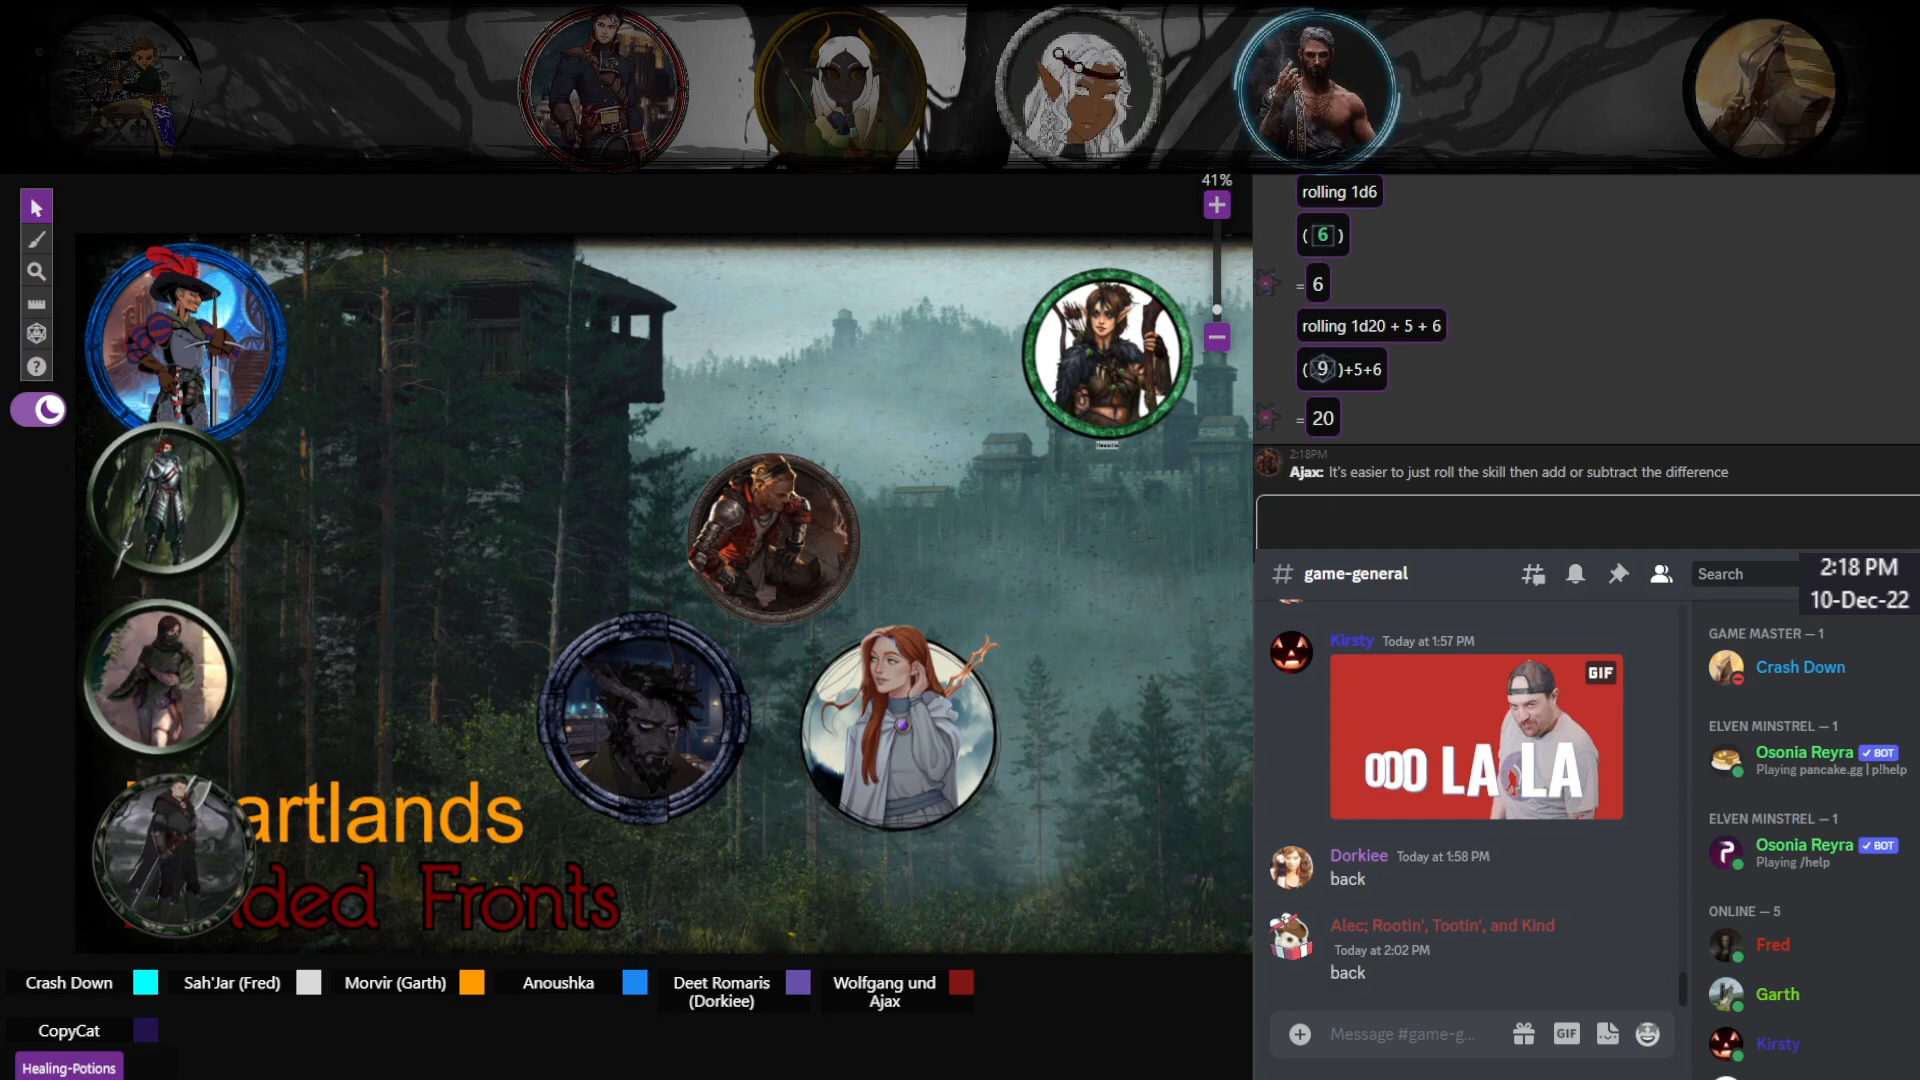 41%
rolling 1d6
( 6 )
= 6
rolling 1d20 + 5 + 6
( 9 )+5+6
= 20
2:18PM
Ajax: It's easier to just roll the skill then add or subtract the difference
# game-general
Search
2:18 PM
10-Dec-22
Kirsty Today at 1:57 PM
GIF
OOO LA LA
Dorkiee Today at 1:58 PM
back
Alec; Rootin', Tootin', and Kind
Today at 2:02 PM
back
Message #game-g...
GIF
GAME MASTER — 1
Crash Down
ELVEN MINSTREL — 1
Osonia Reyra ✓ BOT
Playing pancake.gg | p!help
ELVEN MINSTREL — 1
Osonia Reyra ✓ BOT
Playing /help
ONLINE — 5
Fred
Garth
Kirsty
artlands
ded Fronts
Crash Down
Sah'Jar (Fred)
Morvir (Garth)
Anoushka
Deet Romaris
(Dorkiee)
Wolfgang und
Ajax
CopyCat
Healing-Potions